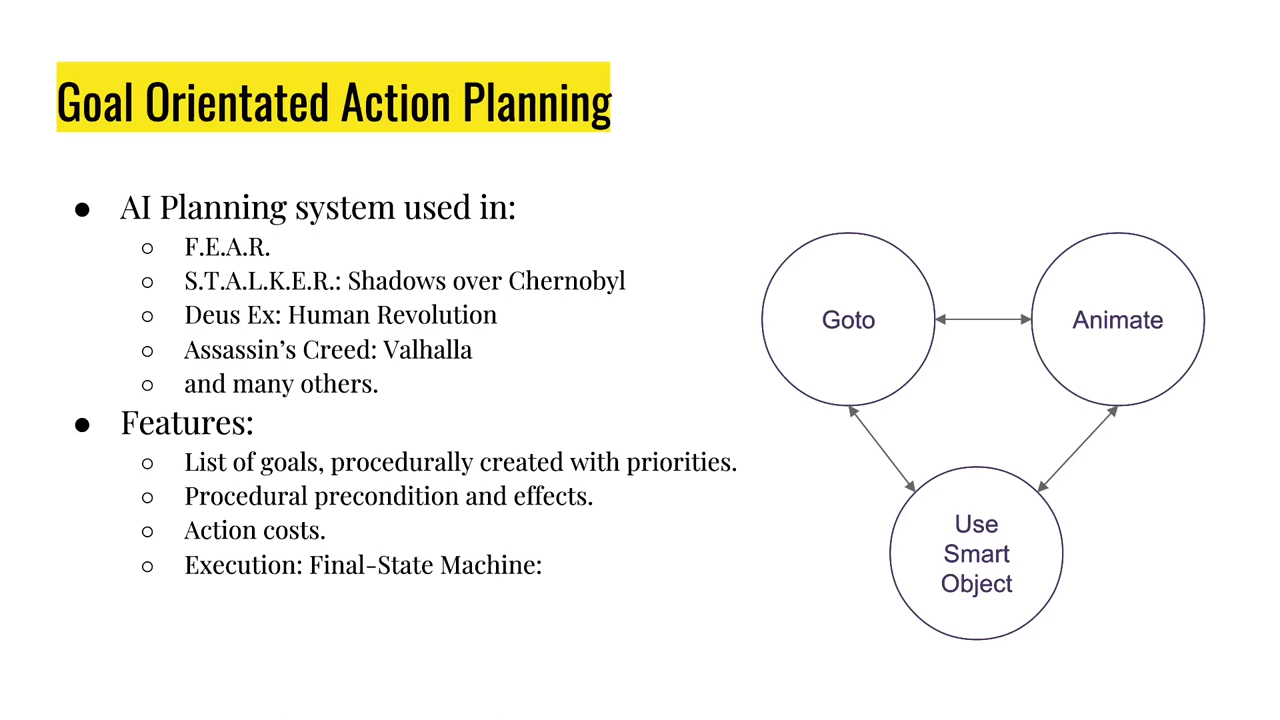 Goal Orientated Action Planning
● AI Planning system used in:
○ F.E.A.R.
○ S.T.A.L.K.E.R.: Shadows over Chernobyl
○ Deus Ex: Human Revolution
○ Assassin’s Creed: Valhalla
○ and many others.
● Features:
○ List of goals, procedurally created with priorities.
○ Procedural precondition and effects.
○ Action costs.
○ Execution: Final-State Machine:
Goto
Animate
Use
Smart
Object